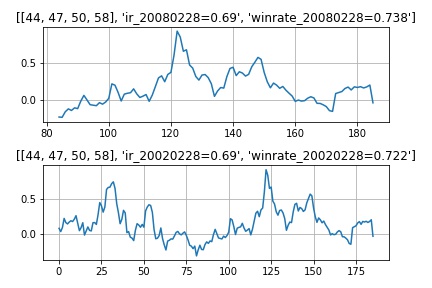 [[44, 47, 50, 58], 'ir_20080228=0.69', 'winrate_20080228=0.738']
0.5
0.0
80 100 120 140 160 180
[[44, 47, 50, 58], 'ir_20020228=0.69', 'winrate_20020228=0.722']
0.5
0.0
0 25 50 75 100 125 150 175